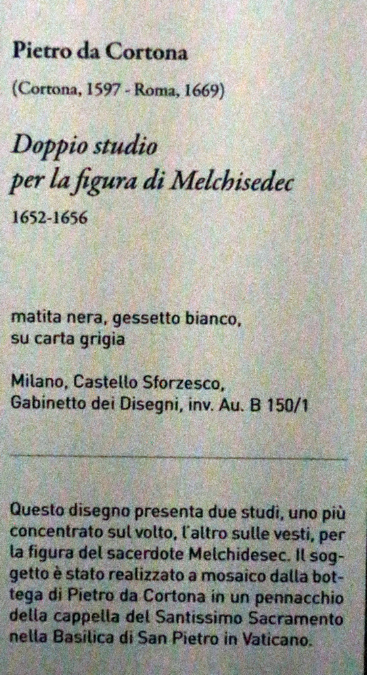 Pietro da Cortona
(Cortona, 1597 - Roma, 1669)
Doppio studio
per la figura di Melchisedec
1652-1656
matita nera, gessetto bianco,
su carta grigia
Milano, Castello Sforzesco,
Gabinetto dei Disegni, inv. Au. B 150/1
Questo disegno presenta due studi, uno più
concentrato sul volto, l'altro sulle vesti, per
la figura del sacerdote Melchidesec. Il sog-
getto è stato realizzato a mosaico dalla bot-
tega di Pietro da Cortona in un pennacchio
della cappella del Santissimo Sacramento
nella Basilica di San Pietro in Vaticano.